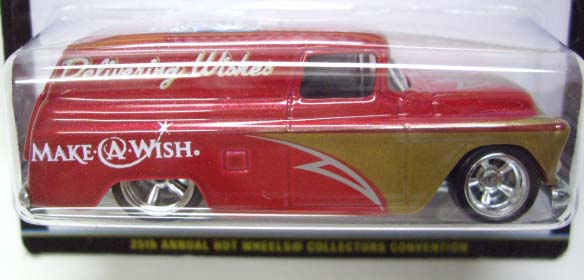 Delivering Wishes
MAKE·A·WISH®
25th ANNUAL HOT WHEELS® COLLECTORS CONVENTION